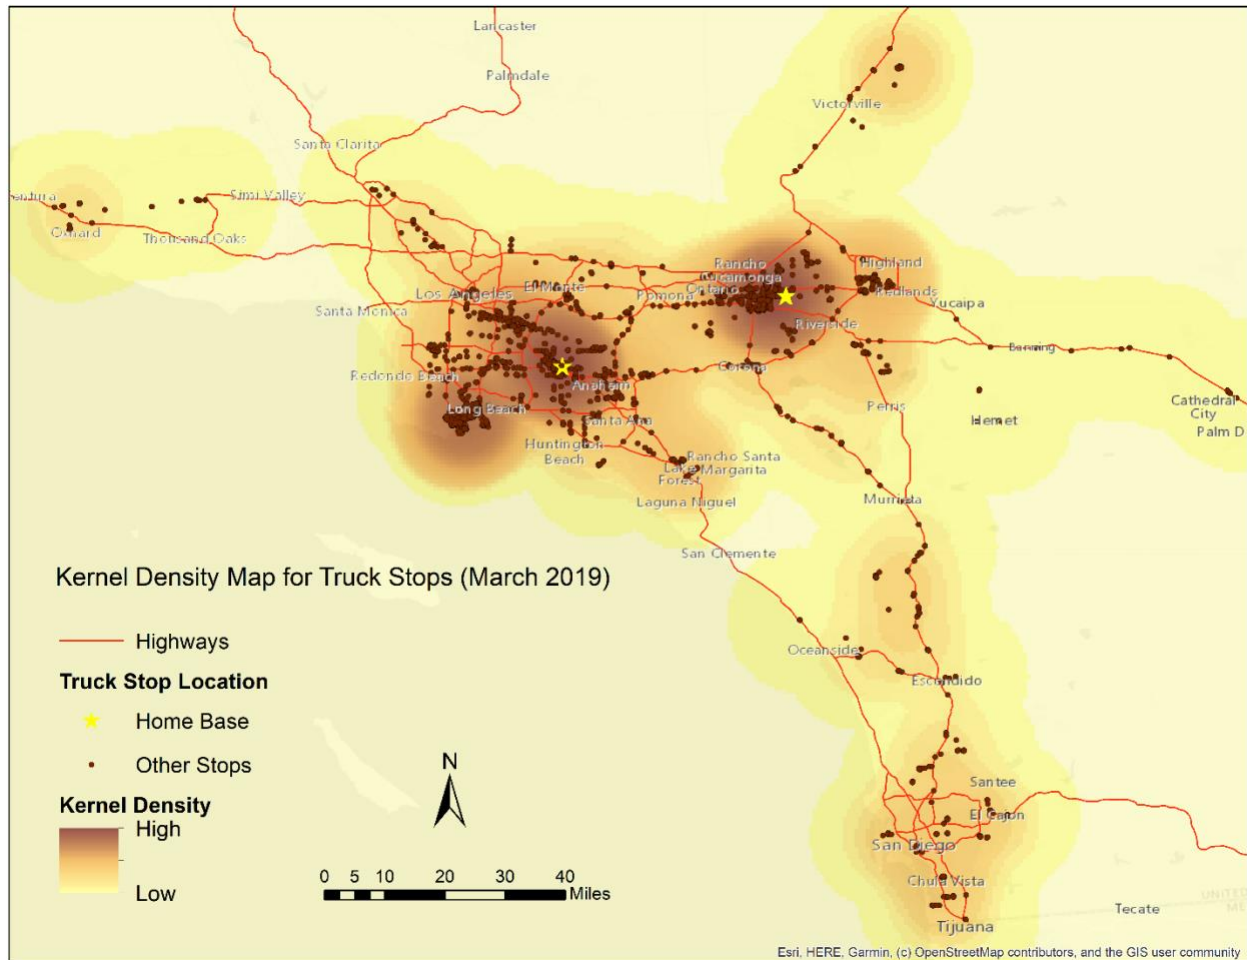 Lancaster
Palmdale
Victorville
Santa Clarita
entura
Simi Valley
Oxnard
Thousand Oaks
Rancho
Cucamonga
Highland
Los Angeles
El Monte
Pomona
Ontario
Redlands
Yucaipa
Santa Monica
Riverside
Banning
Redondo Beach
Anaheim
Corona
Cathedral
City
Palm D
Long Beach
Santa Ana
Perris
Hemet
Huntington
Beach
Rancho Santa
Margarita
Lake
Forest
Laguna Niguel
Murrieta
San Clemente
Kernel Density Map for Truck Stops (March 2019)
Highways
Truck Stop Location
Home Base
Other Stops
Kernel Density
High
Low
N
0 5 10 20 30 40
Miles
Oceanside
Escondido
Santee
El Cajon
San Diego
Chula Vista
UNITED
ME
Tecate
Tijuana
Esri, HERE, Garmin, (c) OpenStreetMap contributors, and the GIS user community